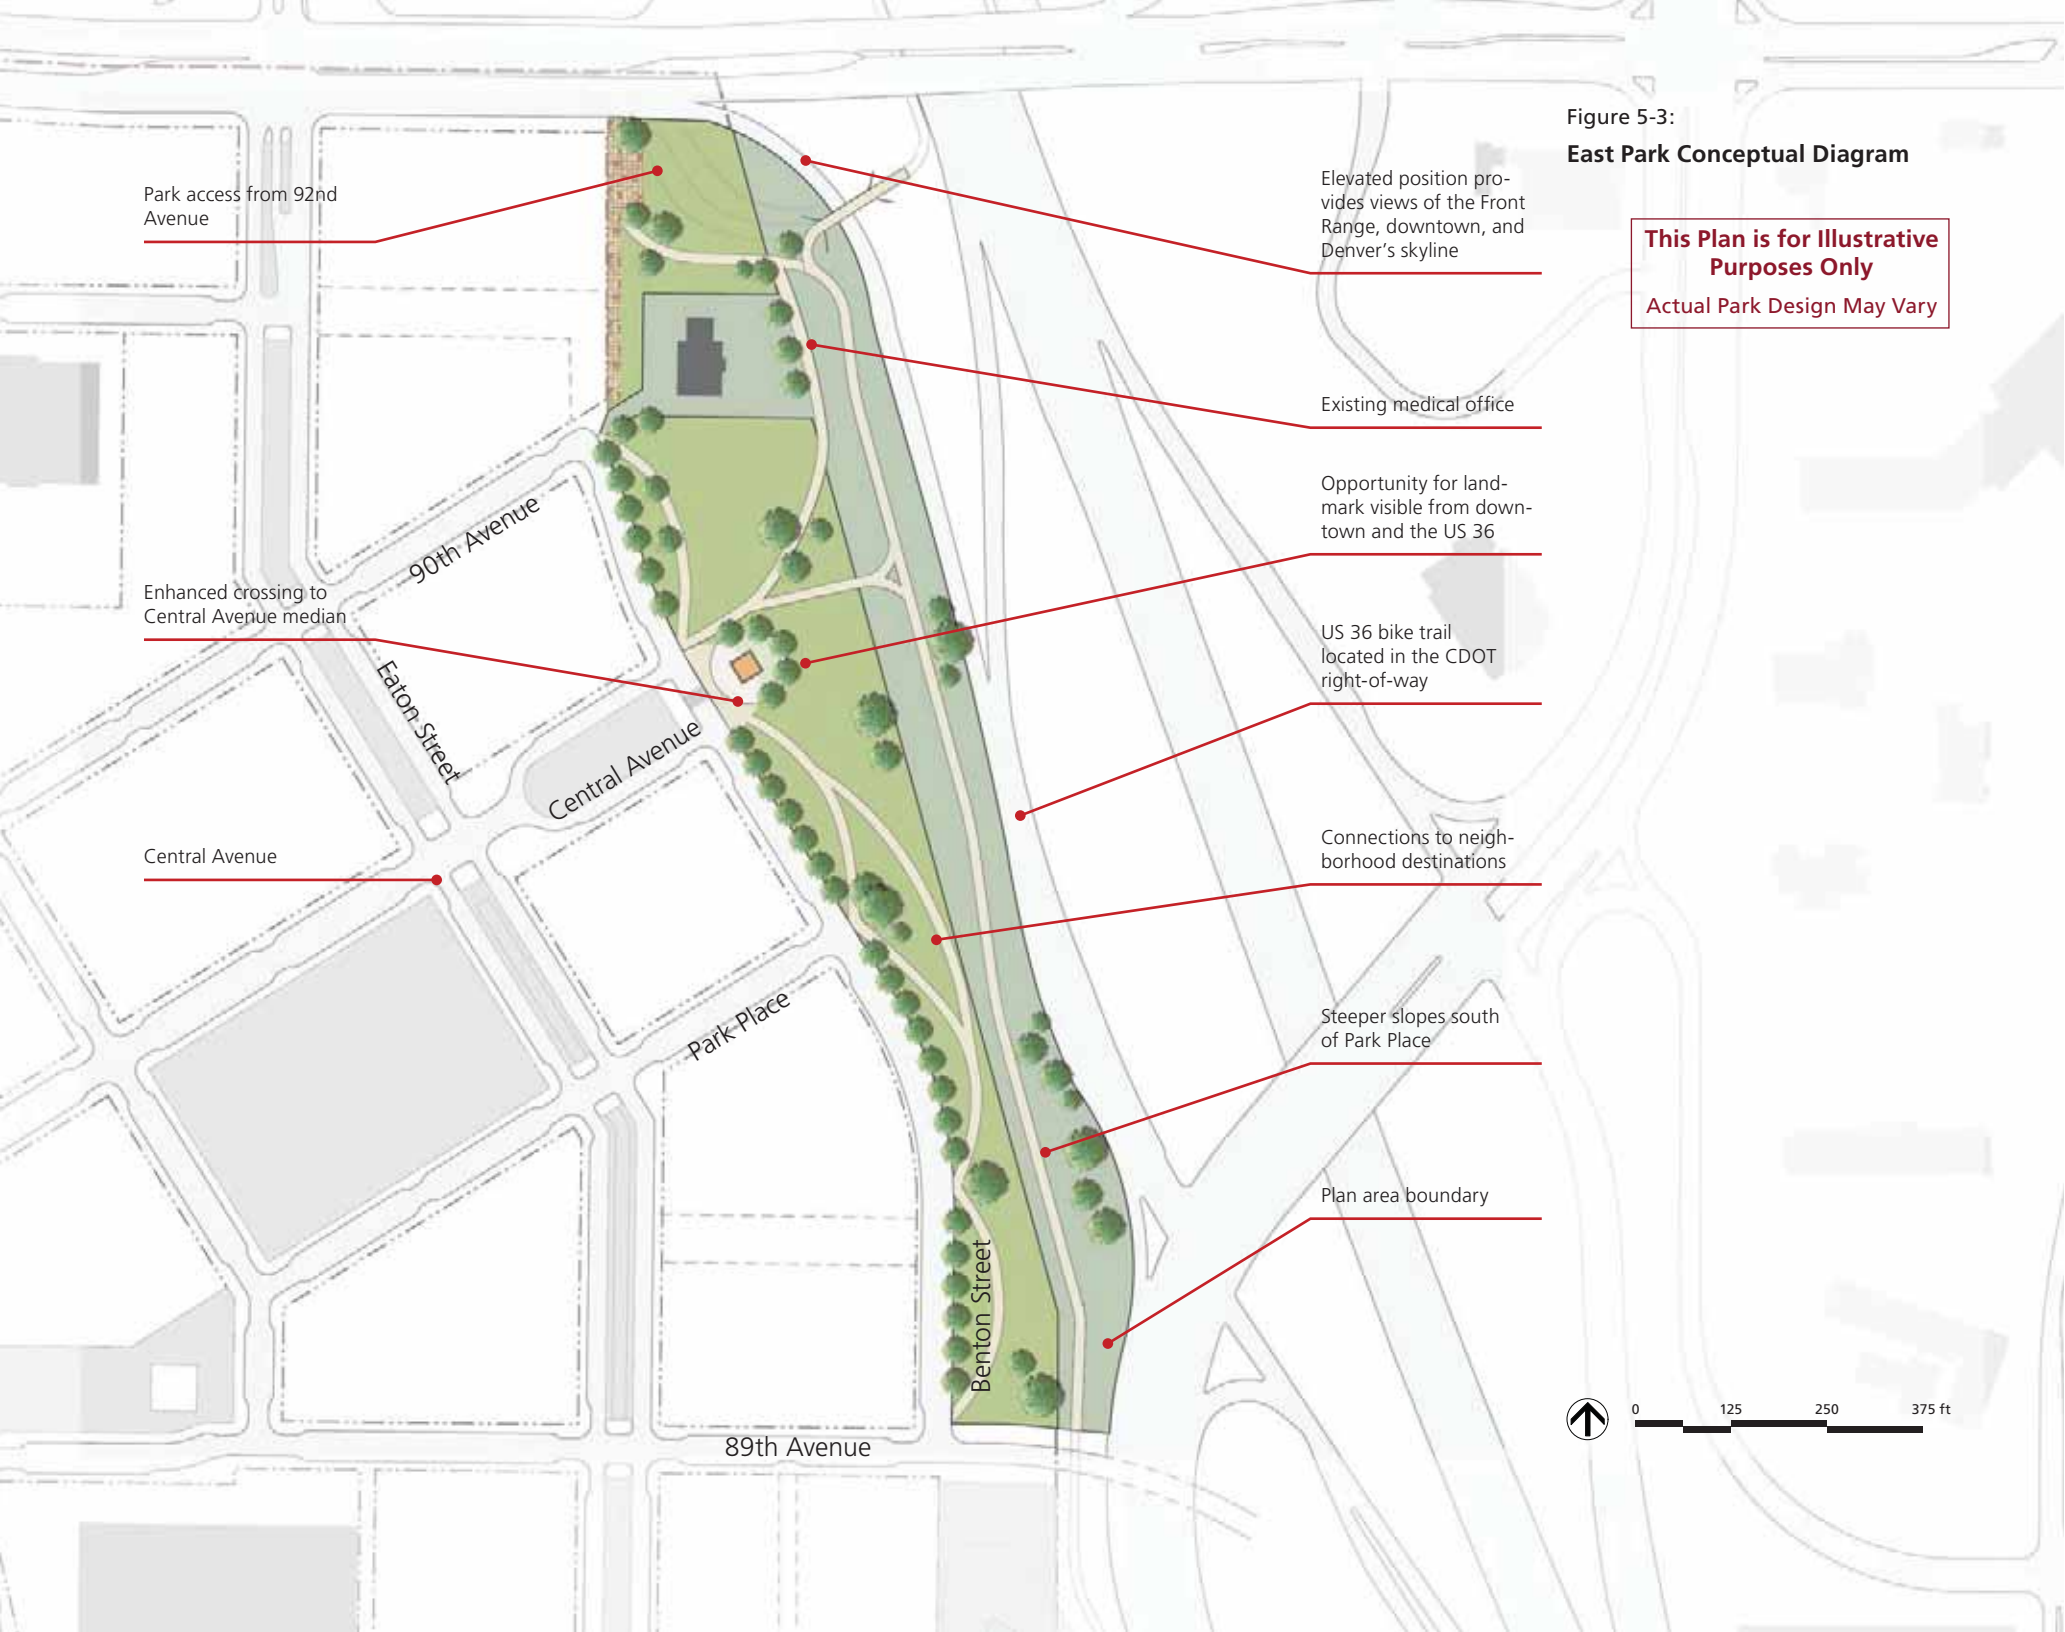 Figure 5-3:
East Park Conceptual Diagram
This Plan is for Illustrative
Purposes Only
Actual Park Design May Vary
Park access from 92nd
Avenue
Enhanced crossing to
Central Avenue median
Central Avenue
Elevated position pro-
vides views of the Front
Range, downtown, and
Denver's skyline
Existing medical office
Opportunity for land-
mark visible from down-
town and the US 36
US 36 bike trail
located in the CDOT
right-of-way
Connections to neigh-
borhood destinations
Steeper slopes south
of Park Place
Plan area boundary
90th Avenue
Eaton Street
Central Avenue
Park Place
Benton Street
89th Avenue
0 125 250 375 ft